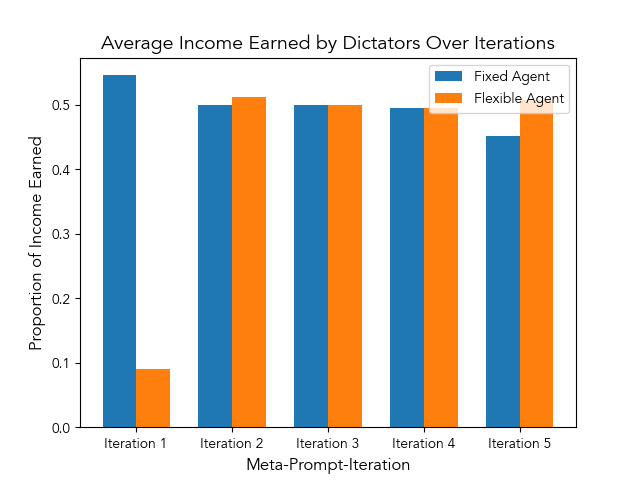 Average Income Earned by Dictators Over Iterations
Fixed Agent
Flexible Agent
Proportion of Income Earned
0.5
0.4
0.3
0.2
0.1
0.0
Iteration 1
Iteration 2
Iteration 3
Iteration 4
Iteration 5
Meta-Prompt-Iteration